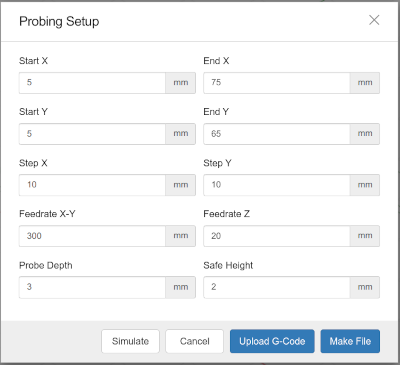 Probing Setup
Start X End X
5 mm 75 mm
Start Y End Y
5 mm 65 mm
Step X Step Y
10 mm 10 mm
Feedrate X-Y Feedrate Z
300 mm 20 mm
Probe Depth Safe Height
3 mm 2 mm
Simulate Cancel Upload G-Code Make File